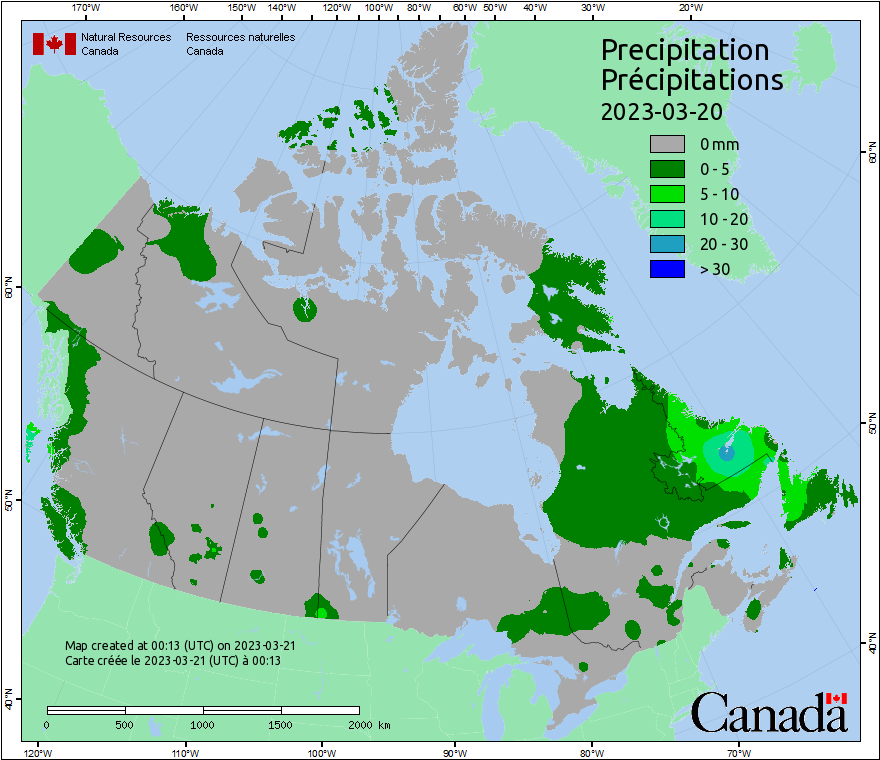 170°W 160°W 150°W 140°W 120°W 100°W 80°W 60°W 50°W 40°W 30°W 20°W
Natural Resources Ressources naturelles
Canada Canada
Precipitation
Précipitations
2023-03-20
0 mm
0 - 5
5 - 10
10 - 20
20 - 30
> 30
60°N
50°N
40°N
60°N
50°N
40°N
Map created at 00:13 (UTC) on 2023-03-21
Carte créée le 2023-03-21 (UTC) à 00:13
0 500 1000 1500 2000 km
Canada
120°W 110°W 100°W 90°W 80°W 70°W